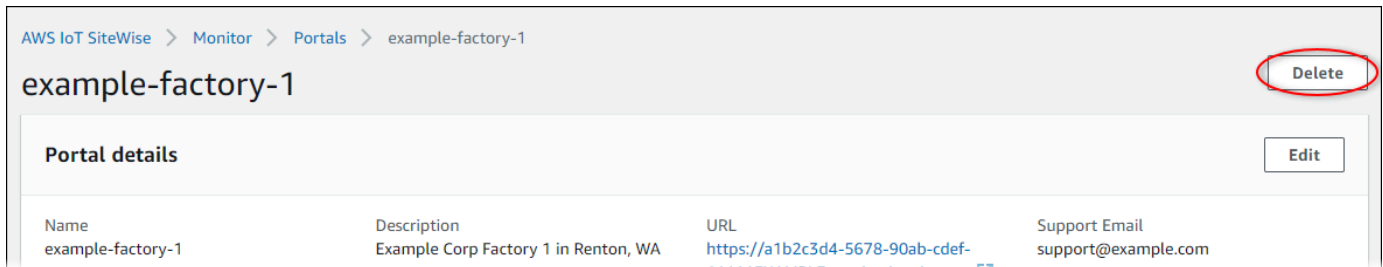 AWS IoT SiteWise > Monitor > Portals > example-factory-1
example-factory-1
Delete
Portal details
Edit
Name
Description
URL
Support Email
example-factory-1
Example Corp Factory 1 in Renton, WA
https://a1b2c3d4-5678-90ab-cdef-
support@example.com